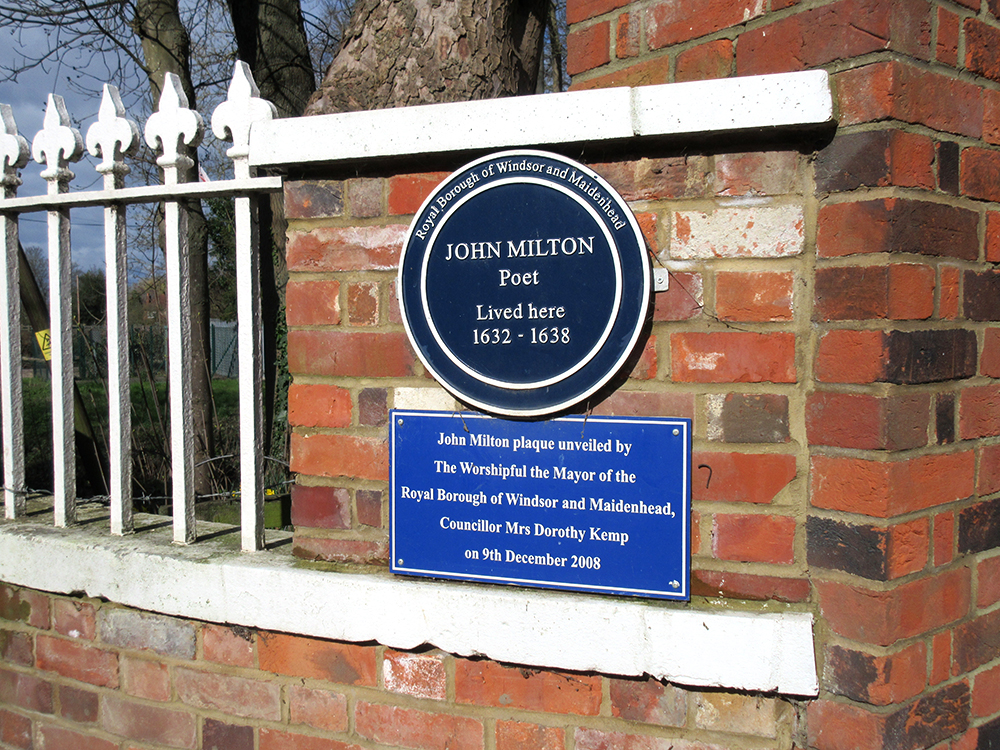 Royal Borough of Windsor and Maidenhead
JOHN MILTON
Poet
Lived here
1632 - 1638
John Milton plaque unveiled by
The Worshipful the Mayor of the
Royal Borough of Windsor and Maidenhead,
Councillor Mrs Dorothy Kemp
on 9th December 2008